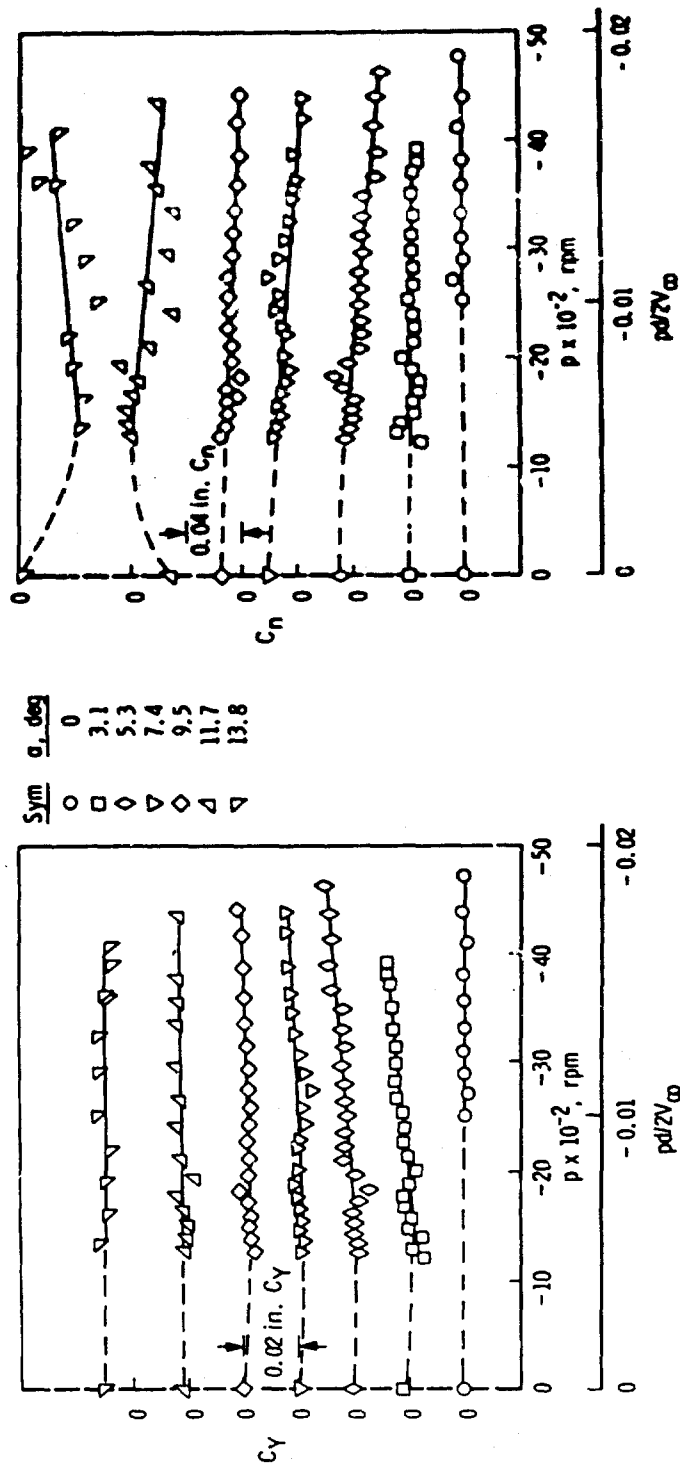 Sym α, deg
0
3.1
5.3
7.4
9.5
11.7
13.8
C_Y
0
0
0
0
0
0
0
0.02 in. C_Y
0 -10 -20 -30 -40 -50
p x 10⁻², rpm
0 -0.01 -0.02
pd/2V∞
C_n
0
0
0
0
0
0
0
0
0.04 in. C_n
0 -10 -20 -30 -40 -50
p x 10⁻², rpm
0 -0.01 -0.02
pd/2V∞